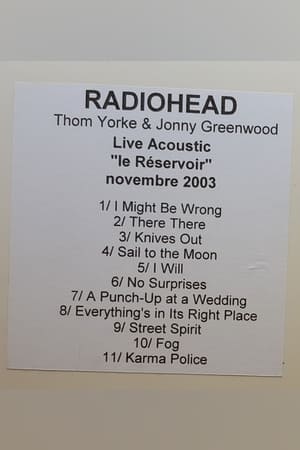 RADIOHEAD
Thom Yorke & Jonny Greenwood
Live Acoustic
"le Réservoir"
novembre 2003
1/ I Might Be Wrong
2/ There There
3/ Knives Out
4/ Sail to the Moon
5/ I Will
6/ No Surprises
7/ A Punch-Up at a Wedding
8/ Everything's in Its Right Place
9/ Street Spirit
10/ Fog
11/ Karma Police